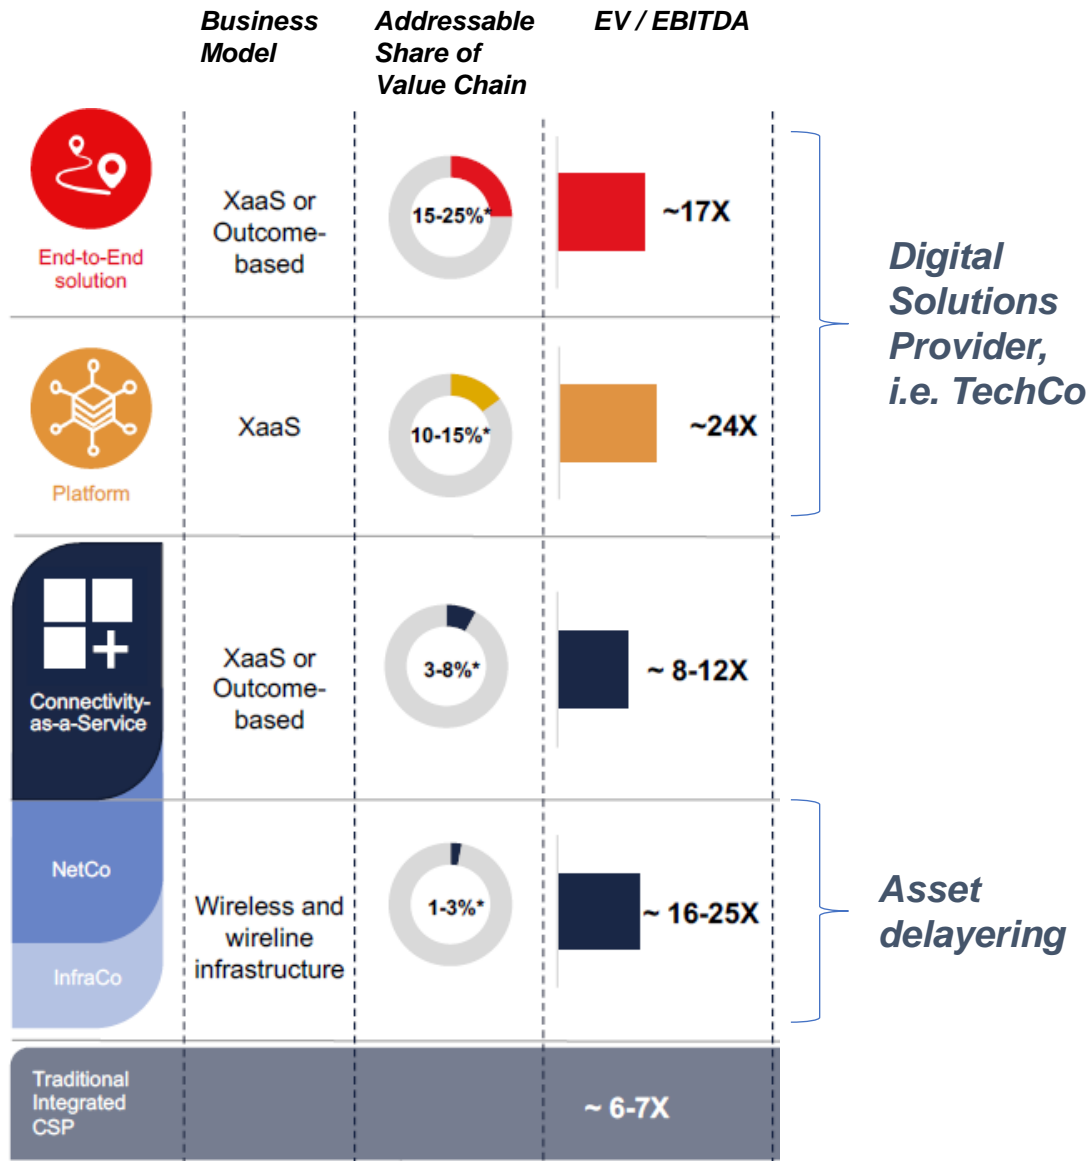 Business
Model
Addressable
Share of
Value Chain
EV / EBITDA
End-to-End
solution
XaaS or
Outcome-
based
15-25%*
~17X
Digital
Solutions
Provider,
i.e. TechCo
Platform
XaaS
10-15%*
~24X
Connectivity-
as-a-Service
XaaS or
Outcome-
based
3-8%*
~ 8-12X
NetCo
InfraCo
Wireless and
wireline
infrastructure
1-3%*
~ 16-25X
Asset
delayering
Traditional
Integrated
CSP
~ 6-7X